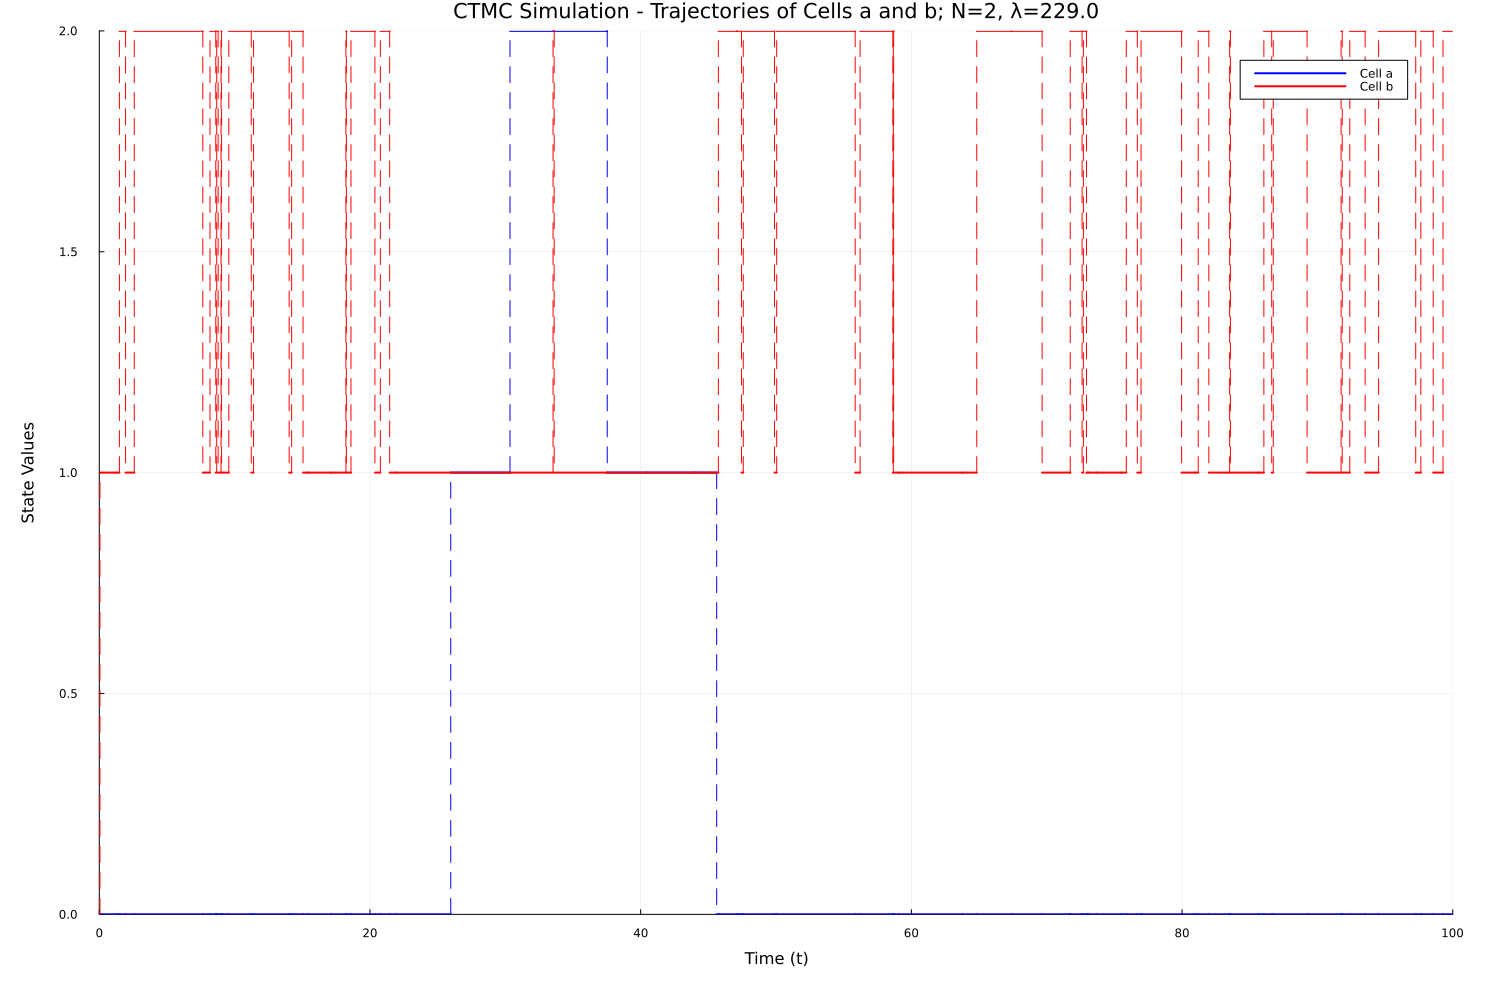 CTMC Simulation - Trajectories of Cells a and b; N=2, λ=229.0
2.0
Cell a
Cell b
1.5
State Values
1.0
0.5
0.0
0 20 40 60 80 100
Time (t)